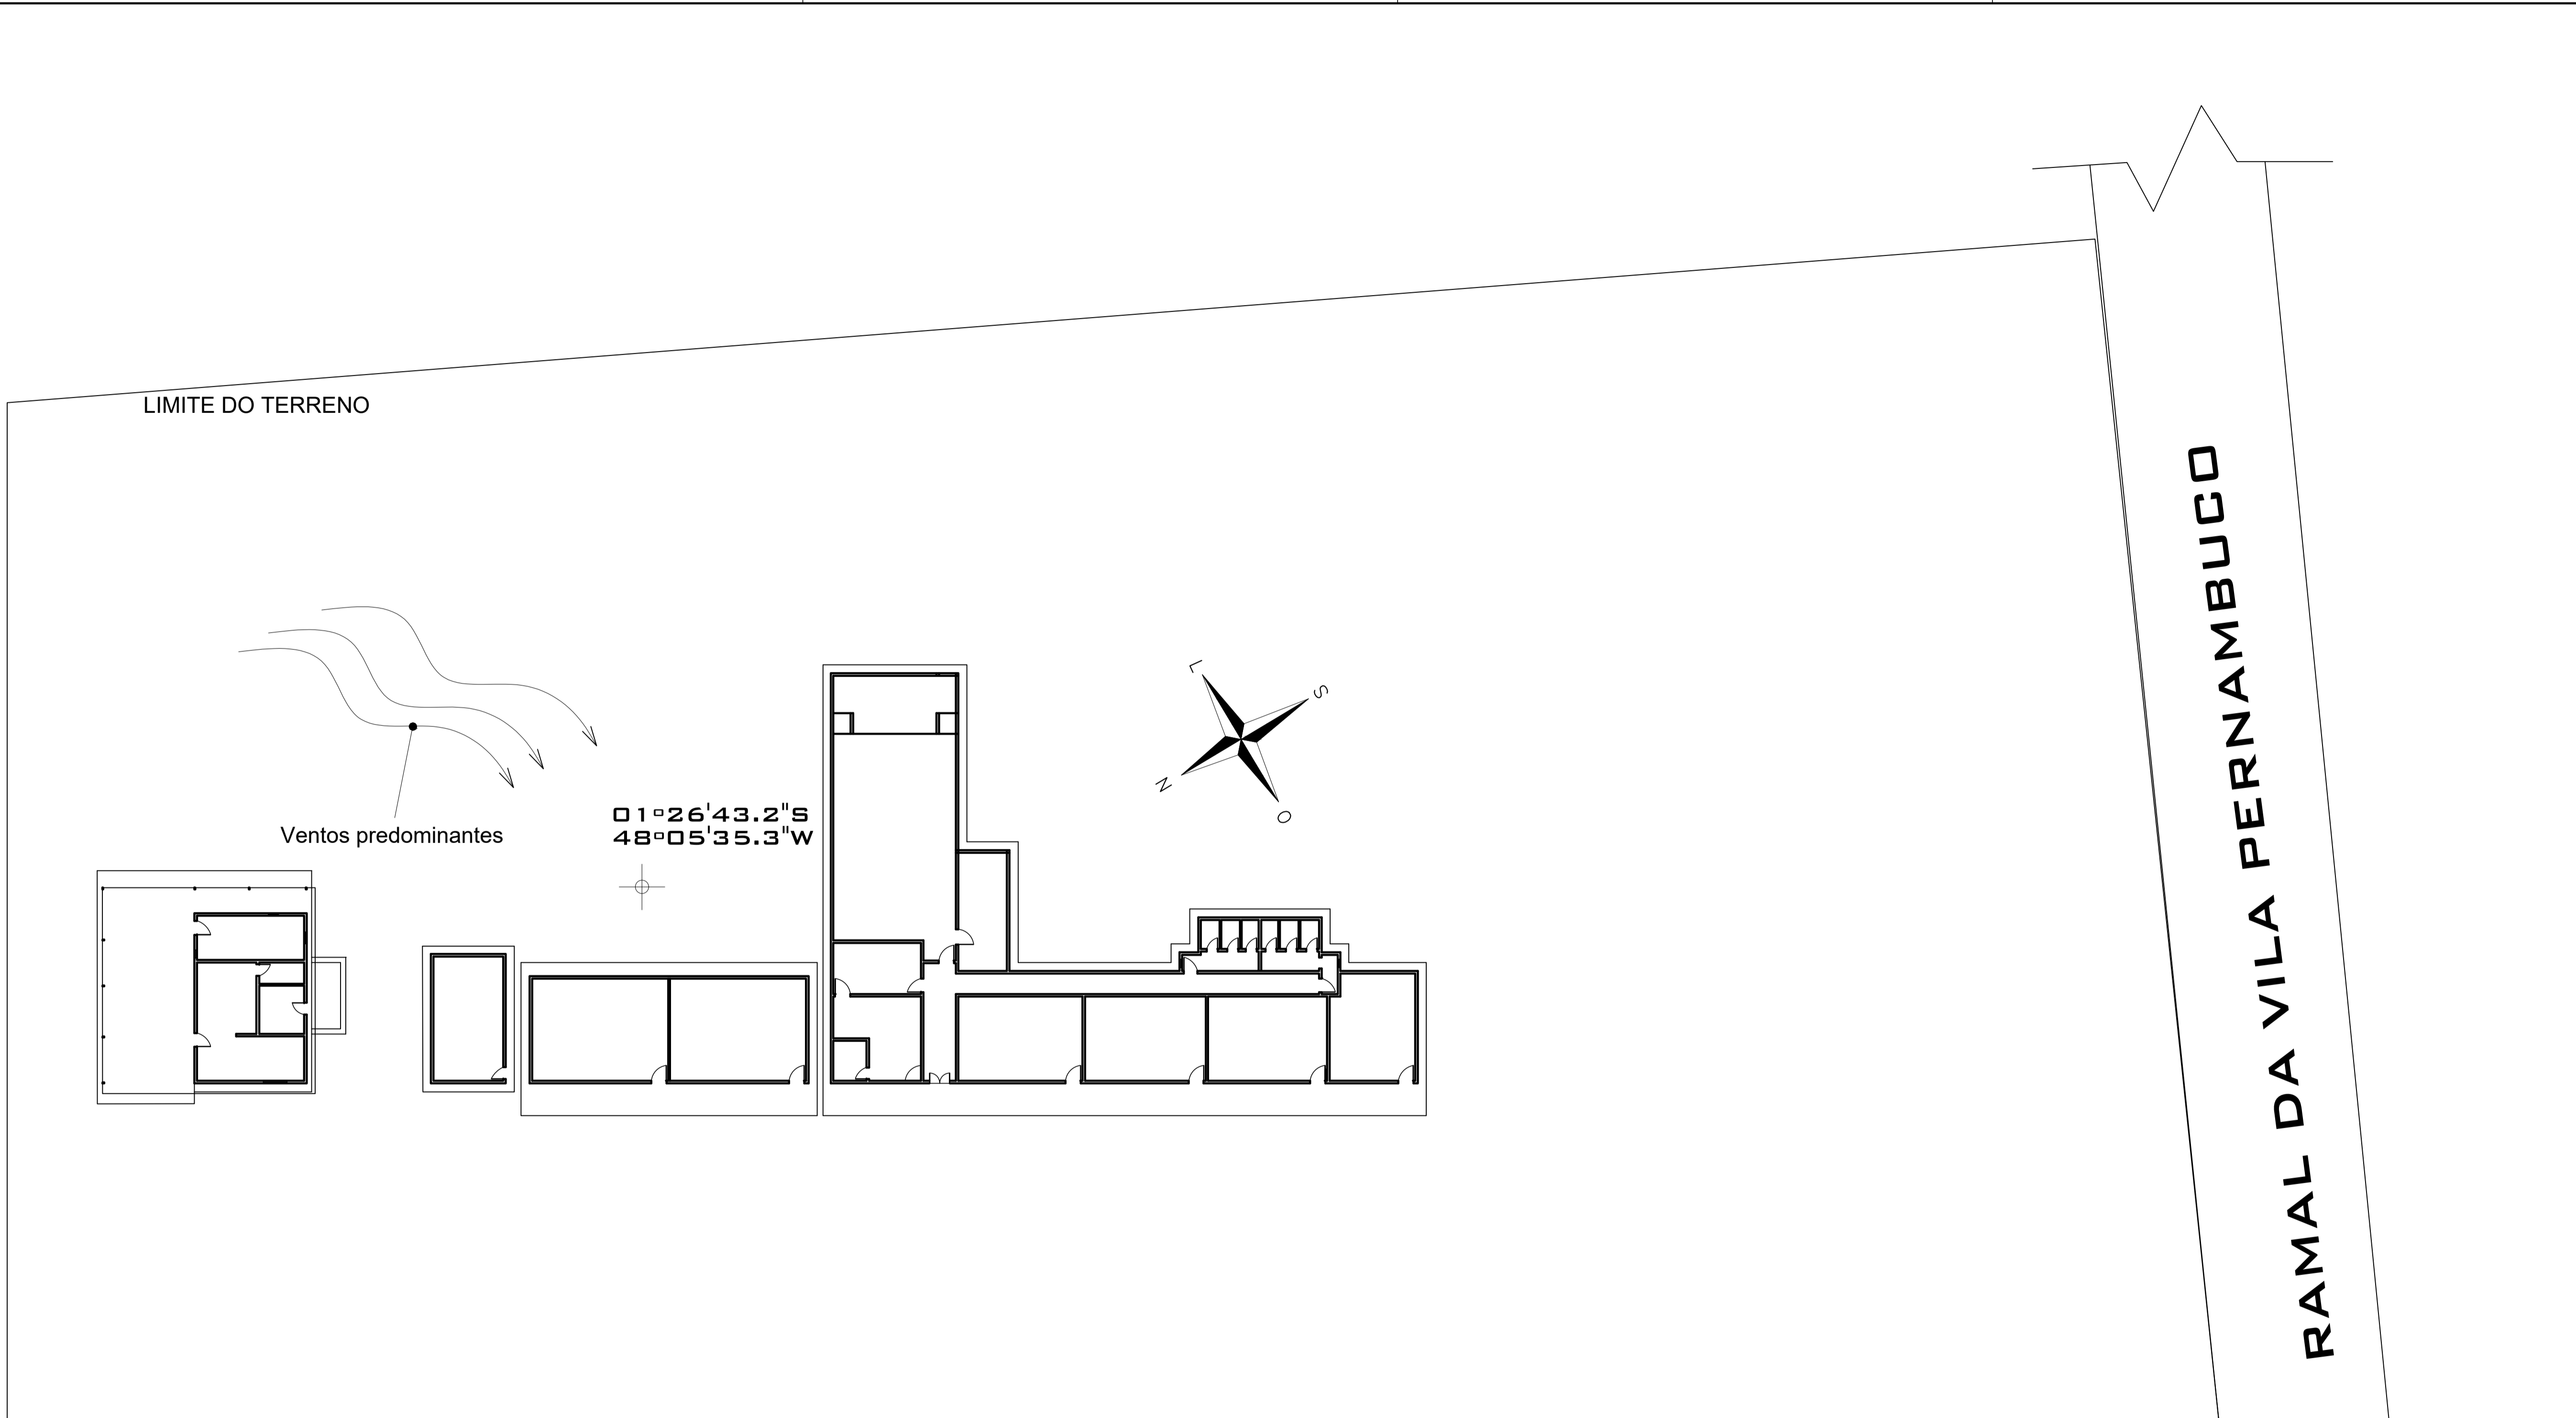 LIMITE DO TERRENO
RAMAL DA VILA PERNAMBUCO
L
S
N
O
01°26'43.2"S
48°05'35.3"W
Ventos predominantes